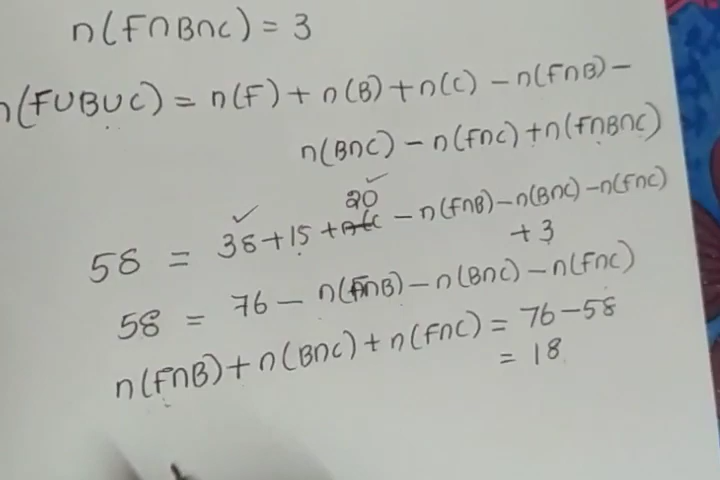 n(F∩B∩C) = 3
n(F∪B∪C) = n(F) + n(B) + n(C) - n(F∩B) -
n(B∩C) - n(F∩C) + n(F∩B∩C)
20
58 = 38 + 15 + - n(F∩B) - n(B∩C) - n(F∩C)
+ 3
58 = 76 - n(F∩B) - n(B∩C) - n(F∩C)
n(F∩B) + n(B∩C) + n(F∩C) = 76 - 58
= 18